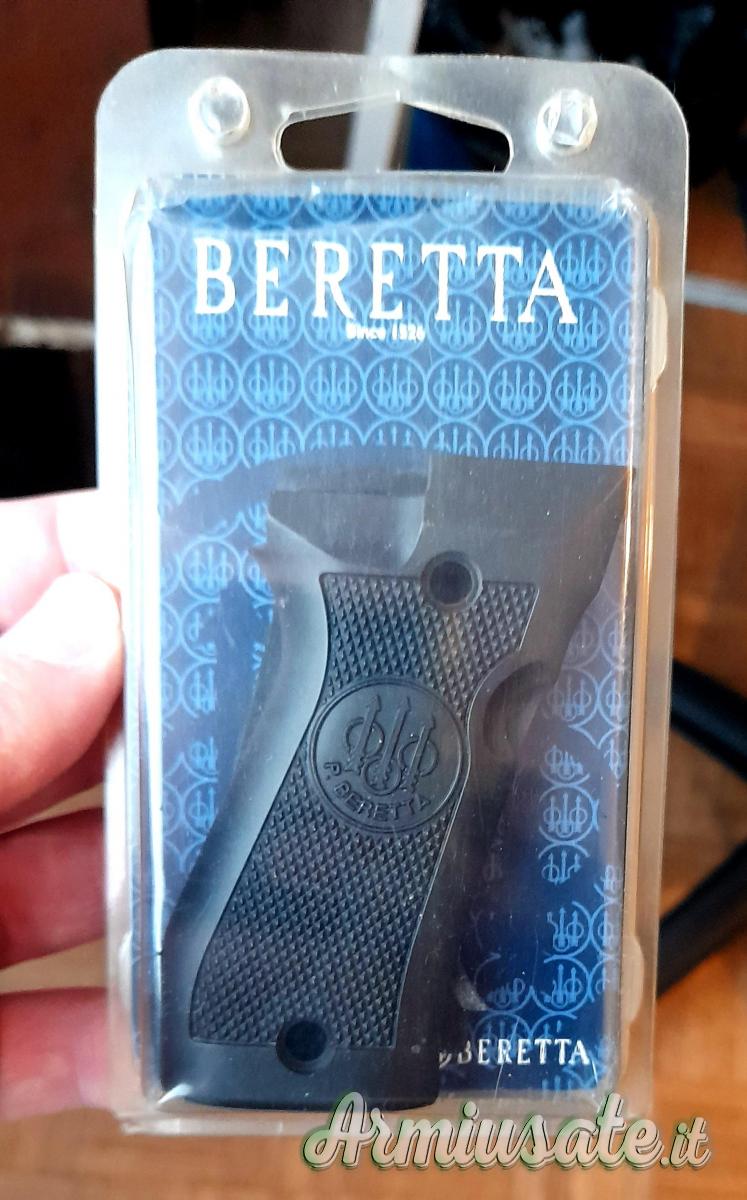 BERETTA
Since 1526
P. BERETTA
BERETTA
Armiusate.it